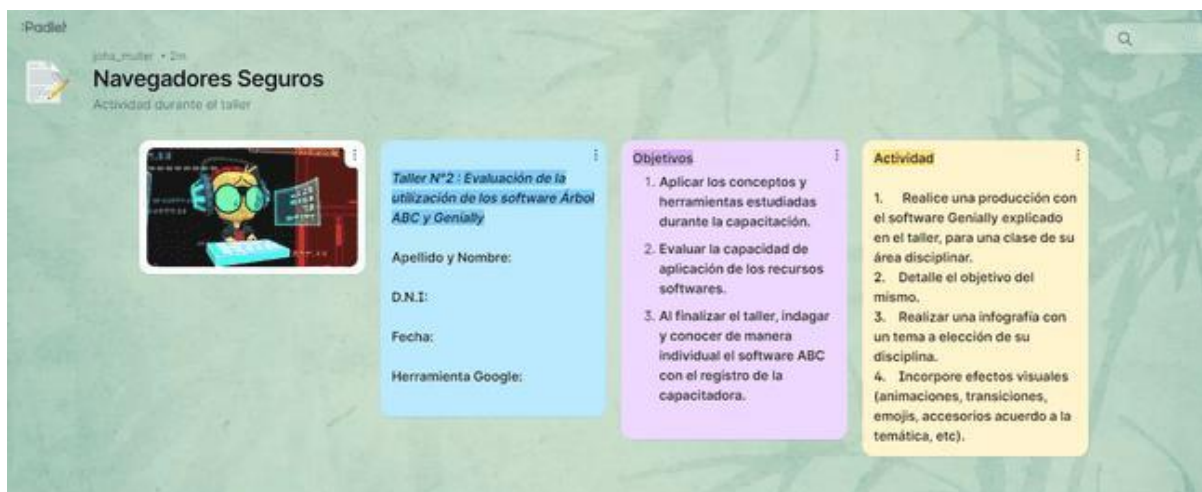 :Padlet
joha_muller • 2m
Navegadores Seguros
Actividad durante el taller
Taller N°2 : Evaluación de la
utilización de los software Árbol
ABC y Genially
Apellido y Nombre:
D.N.I:
Fecha:
Herramienta Google:
Objetivos
1. Aplicar los conceptos y
herramientas estudiadas
durante la capacitación.
2. Evaluar la capacidad de
aplicación de los recursos
softwares.
3. Al finalizar el taller, indagar
y conocer de manera
individual el software ABC
con el registro de la
capacitadora.
Actividad
1. Realice una producción con
el software Genially explicado
en el taller, para una clase de su
área disciplinar.
2. Detalle el objetivo del
mismo.
3. Realizar una infografía con
un tema a elección de su
disciplina.
4. Incorpore efectos visuales
(animaciones, transiciones,
emojis, accesorios acuerdo a la
temática, etc).